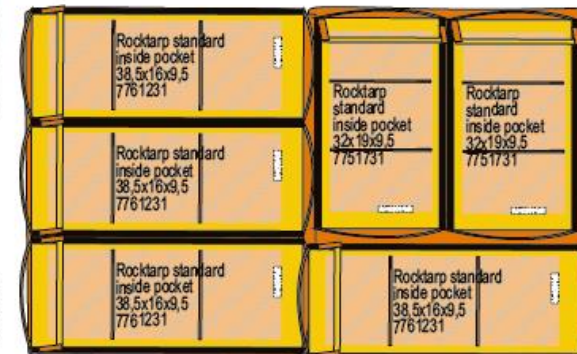 Rocktarp standard
inside pocket
38,5x16x9,5
7761231
Rocktarp
standard
inside pocket
32x19x9,5
7751731
Rocktarp
standard
inside pocket
32x19x9,5
7751731
Rocktarp standard
inside pocket
38,5x16x9,5
7761231
Rocktarp standard
inside pocket
38,5x16x9,5
7761231
Rocktarp standard
inside pocket
38,5x16x9,5
7761231